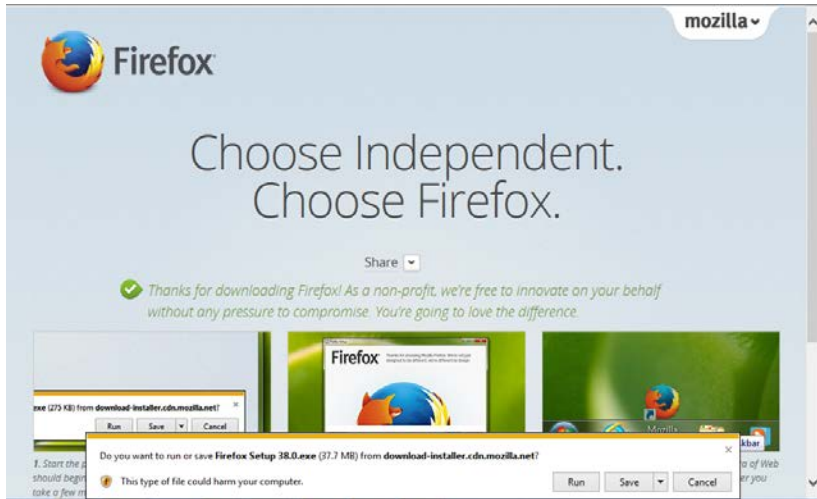 mozilla
Firefox
Choose Independent.
Choose Firefox.
Share
Thanks for downloading Firefox! As a non-profit, we're free to innovate on your behalf
without any pressure to compromise. You're going to love the difference.
Firefox
exe (273 KB) from download-installer.cdn.mozilla.net?
Run Save Cancel
Mozilla
kbar
Do you want to run or save Firefox Setup 38.0.exe (37.7 MB) from download-installer.cdn.mozilla.net?
This type of file could harm your computer.
Run Save Cancel
1. Start the p
should begin
take a few m
ra of Web
er you